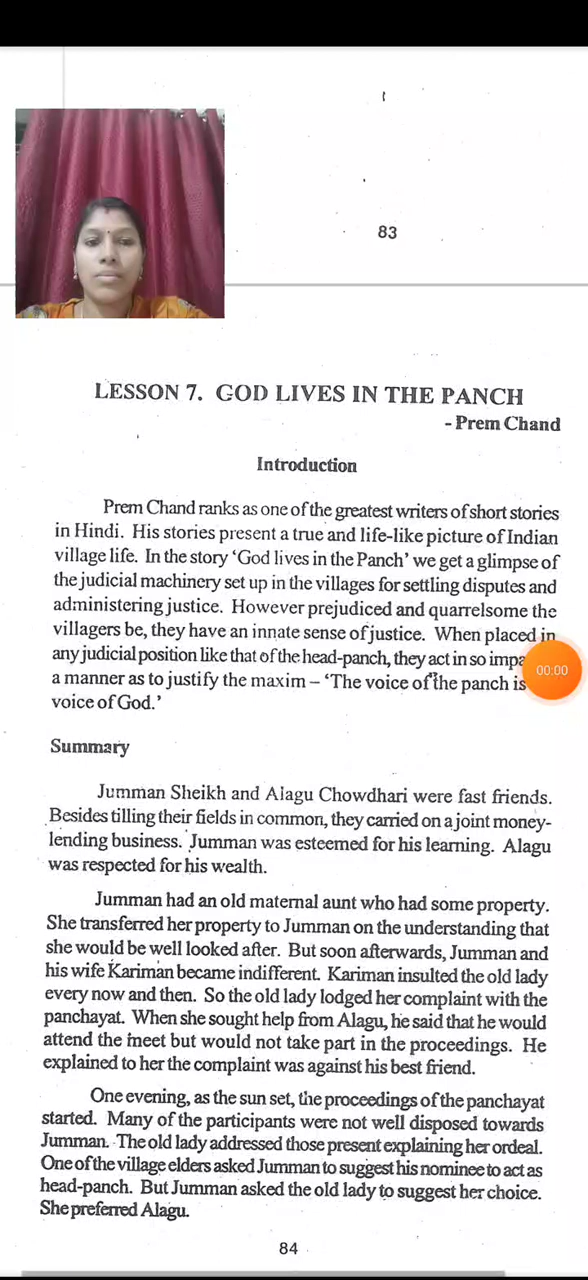 83
LESSON 7. GOD LIVES IN THE PANCH
- Prem Chand
Introduction
Prem Chand ranks as one of the greatest writers of short stories
in Hindi. His stories present a true and life-like picture of Indian
village life. In the story ‘God lives in the Panch’ we get a glimpse of
the judicial machinery set up in the villages for settling disputes and
administering justice. However prejudiced and quarrelsome the
villagers be, they have an innate sense of justice. When placed in
any judicial position like that of the head-panch, they act in so
00:00
a manner as to justify the maxim – ‘The voice of the panch is
voice of God.’
Summary
Jumman Sheikh and Alagu Chowdhari were fast friends.
Besides tilling their fields in common, they carried on a joint money-
lending business. Jumman was esteemed for his learning. Alagu
was respected for his wealth.
Jumman had an old maternal aunt who had some property.
She transferred her property to Jumman on the understanding that
she would be well looked after. But soon afterwards, Jumman and
his wife Kariman became indifferent. Kariman insulted the old lady
every now and then. So the old lady lodged her complaint with the
panchayat. When she sought help from Alagu, he said that he would
attend the meet but would not take part in the proceedings. He
explained to her the complaint was against his best friend.
One evening, as the sun set, the proceedings of the panchayat
started. Many of the participants were not well disposed towards
Jumman. The old lady addressed those present explaining her ordeal.
One of the village elders asked Jumman to suggest his nominee to act as
head-panch. But Jumman asked the old lady to suggest her choice.
She preferred Alagu.
84